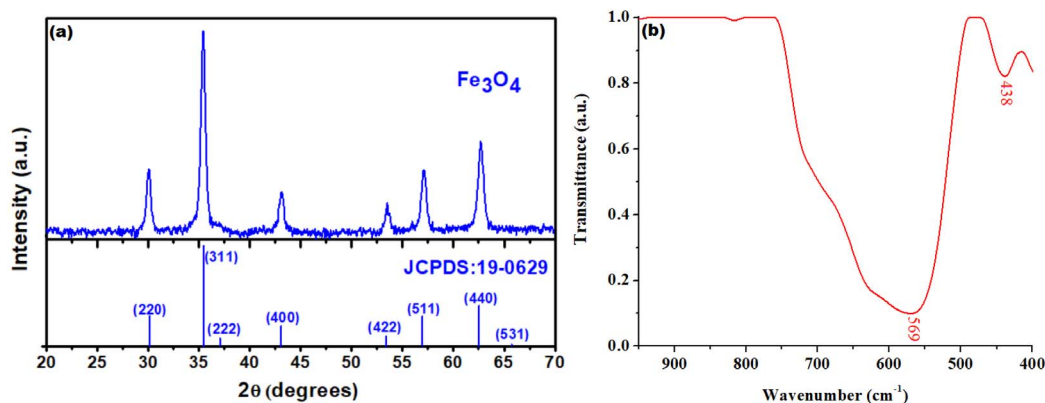 (a)
Fe3O4
Intensity (a.u.)
JCPDS:19-0629
(311)
(220)
(222)
(400)
(422)
(511)
(440)
(531)
20 25 30 35 40 45 50 55 60 65 70
2θ (degrees)
(b)
1.0
0.8
0.6
0.4
0.2
0.0
Transmittance (a.u.)
438
569
900 800 700 600 500 400
Wavenumber (cm-1)